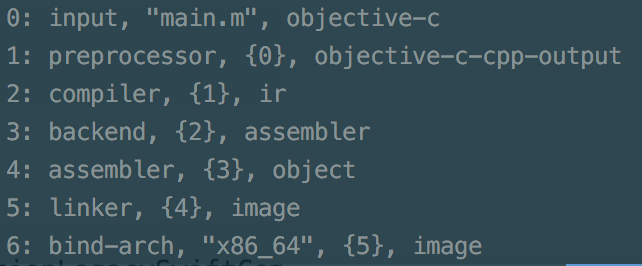 0: input, "main.m", objective-c
1: preprocessor, {0}, objective-c-cpp-output
2: compiler, {1}, ir
3: backend, {2}, assembler
4: assembler, {3}, object
5: linker, {4}, image
6: bind-arch, "x86_64", {5}, image